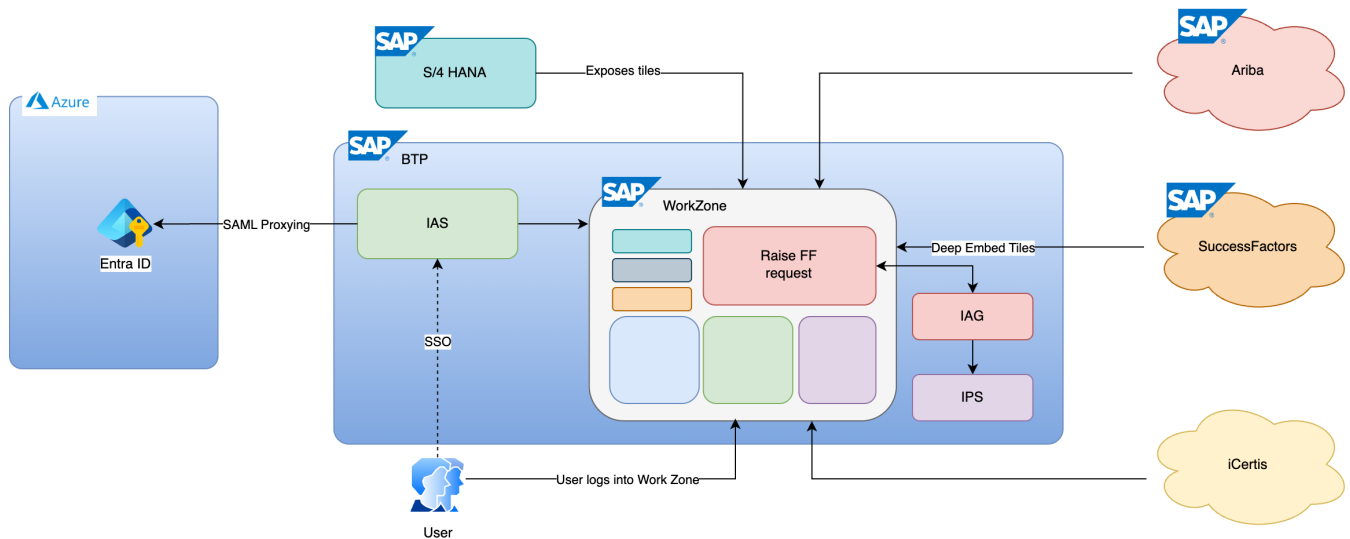 SAP
S/4 HANA
Exposes tiles
SAP
Ariba
Azure
SAP
BTP
SAP
WorkZone
SAP
SuccessFactors
IAS
SAML Proxying
Entra ID
Raise FF
request
Deep Embed Tiles
IAG
SSO
IPS
iCertis
User logs into Work Zone
User